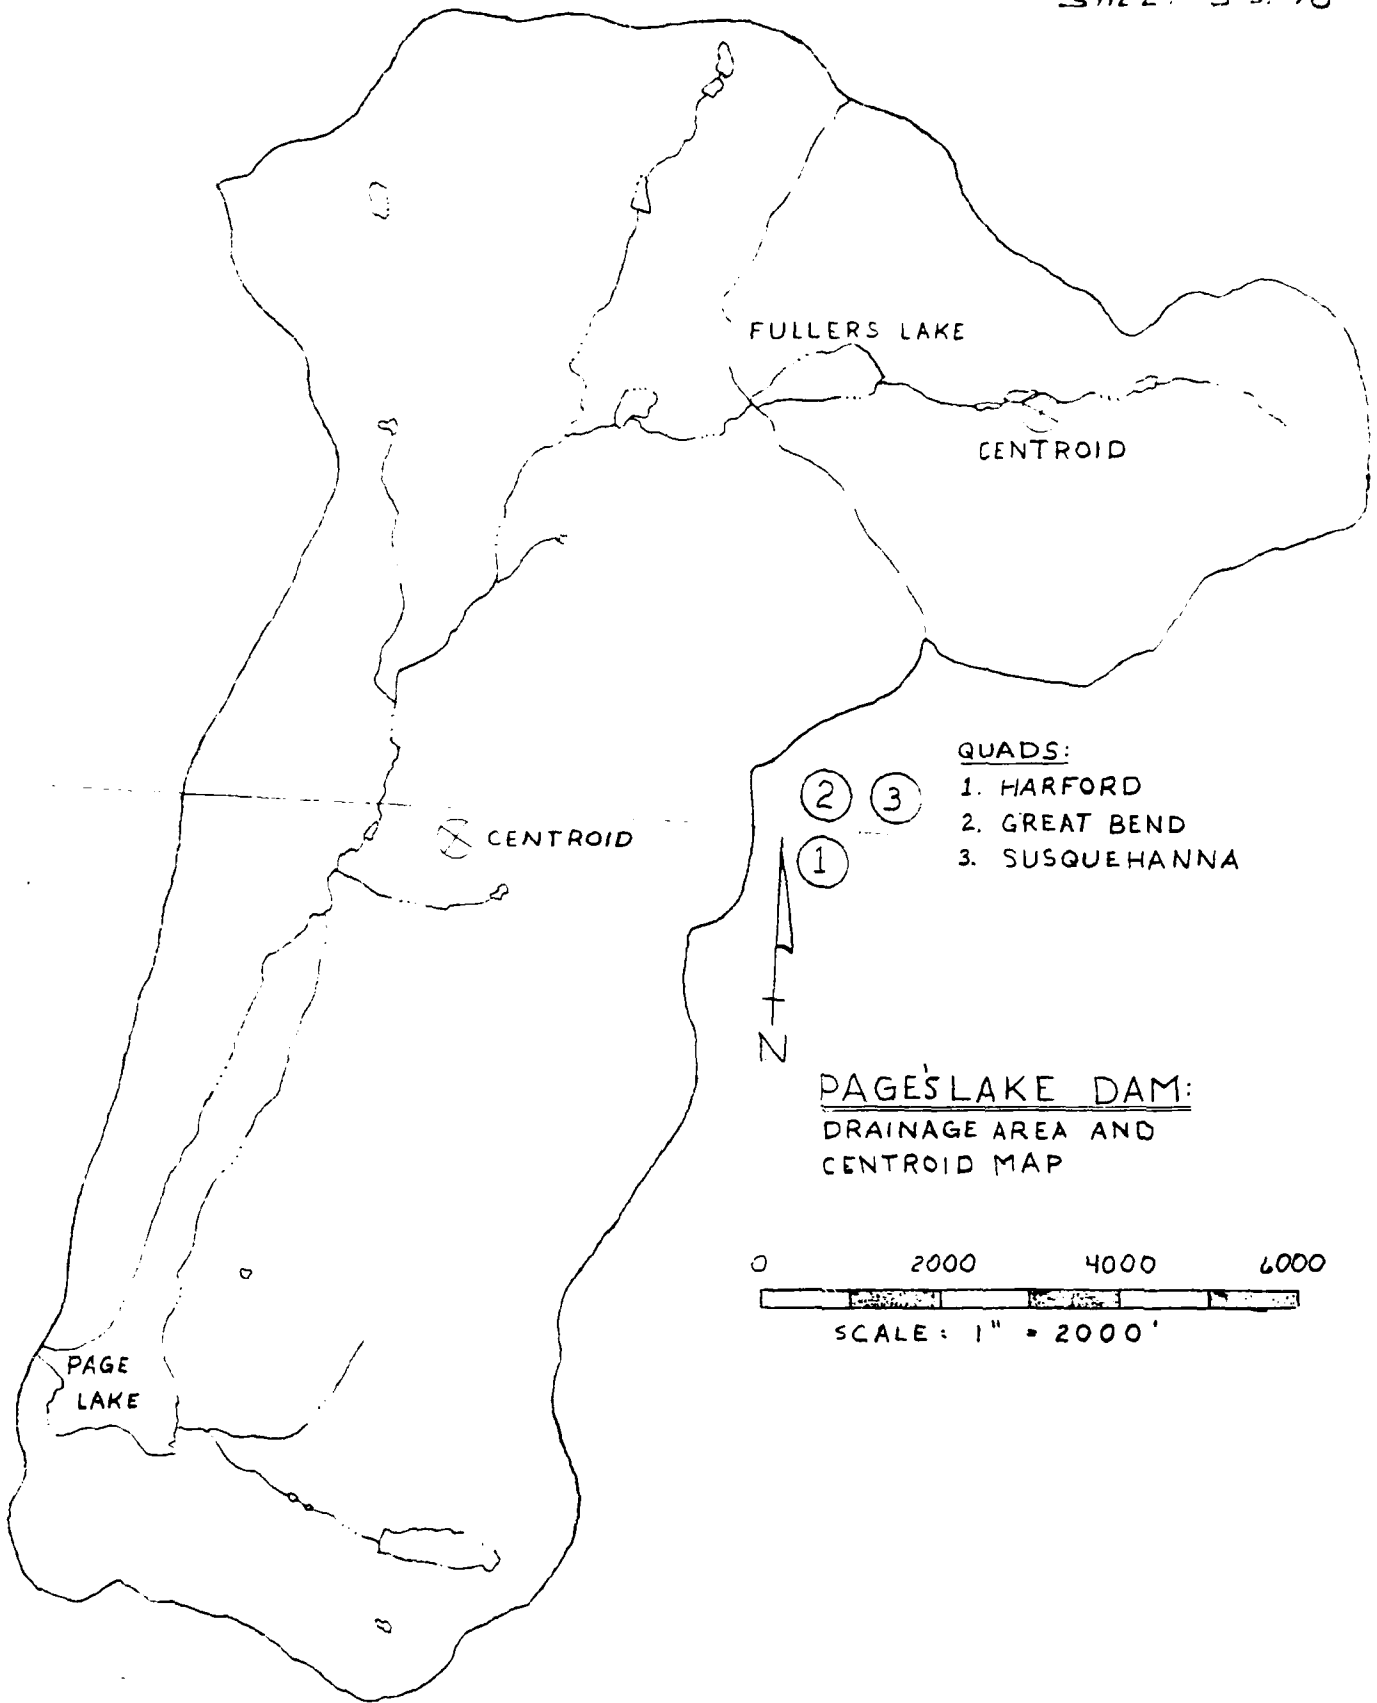 FULLERS LAKE
CENTROID
QUADS:
1. HARFORD
2. GREAT BEND
3. SUSQUEHANNA
2 3
1
CENTROID
N
PAGE'S LAKE DAM:
DRAINAGE AREA AND
CENTROID MAP
0 2000 4000 6000
SCALE: 1" = 2000'
PAGE
LAKE